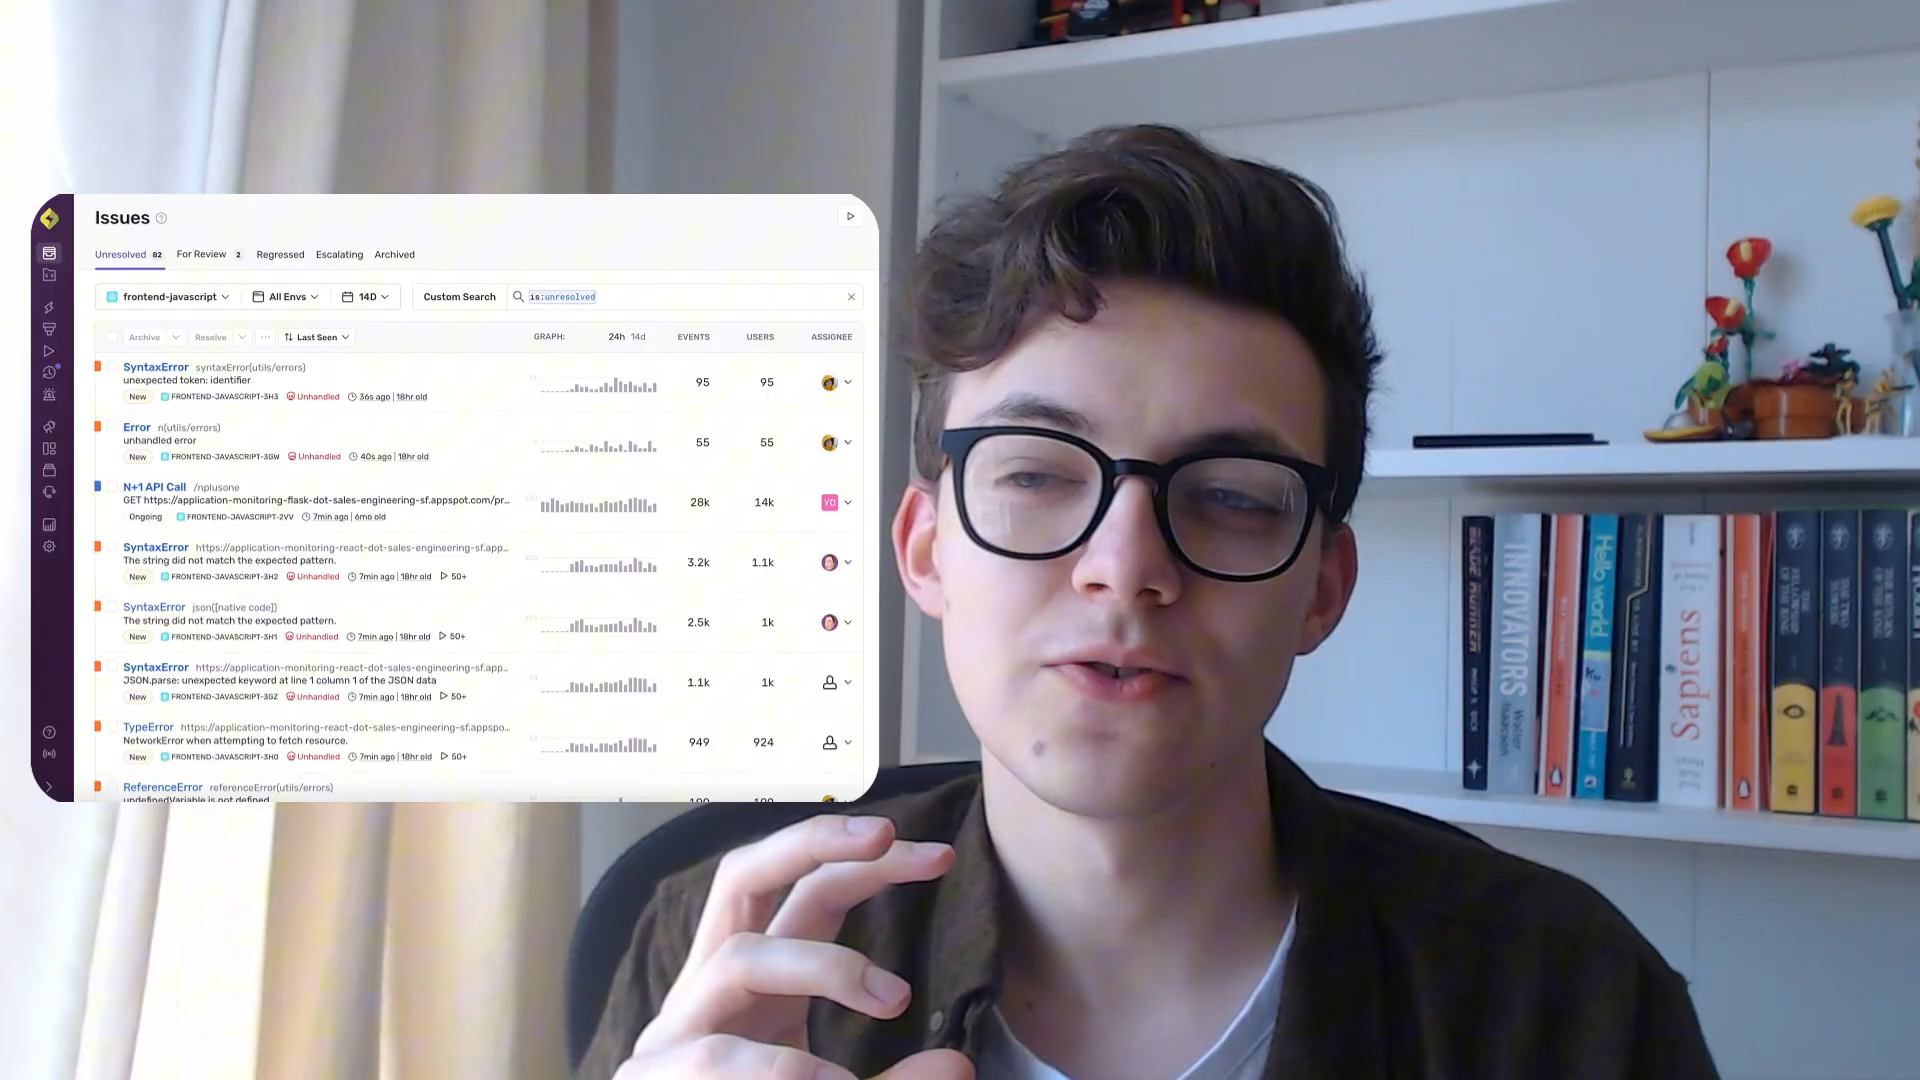 Issues
Unresolved 82 For Review 2 Regressed Escalating Archived
frontend-javascript All Envs 14D Custom Search is:unresolved
Archive Resolve ... Last Seen GRAPH: 24h 14d EVENTS USERS ASSIGNEE
SyntaxError syntaxError(utils/errors)
unexpected token: identifier 95 95
New FRONTEND-JAVASCRIPT-3H3 Unhandled 36s ago | 18hr old
Error n(utils/errors)
unhandled error 55 55
New FRONTEND-JAVASCRIPT-3GW Unhandled 40s ago | 18hr old
N+1 API Call /nplusone
GET https://application-monitoring-flask-dot-sales-engineering-sf.appspot.com/pr... 28k 14k YD
Ongoing FRONTEND-JAVASCRIPT-2VV 7min ago | 6mo old
SyntaxError https://application-monitoring-react-dot-sales-engineering-sf.app...
The string did not match the expected pattern. 3.2k 1.1k
New FRONTEND-JAVASCRIPT-3H2 Unhandled 7min ago | 18hr old 50+
SyntaxError json([native code])
The string did not match the expected pattern. 2.5k 1k
New FRONTEND-JAVASCRIPT-3H1 Unhandled 7min ago | 18hr old 50+
SyntaxError https://application-monitoring-react-dot-sales-engineering-sf.app...
JSON.parse: unexpected keyword at line 1 column 1 of the JSON data 1.1k 1k
New FRONTEND-JAVASCRIPT-3GZ Unhandled 7min ago | 18hr old 50+
TypeError https://application-monitoring-react-dot-sales-engineering-sf.appspo...
NetworkError when attempting to fetch resource. 949 924
New FRONTEND-JAVASCRIPT-3H0 Unhandled 7min ago | 18hr old 50+
ReferenceError referenceError(utils/errors)
undefinedVariable is not defined 100 100
BLADE RUNNER
INNOVATORS
Walter Isaacson
Hello world
Sapiens